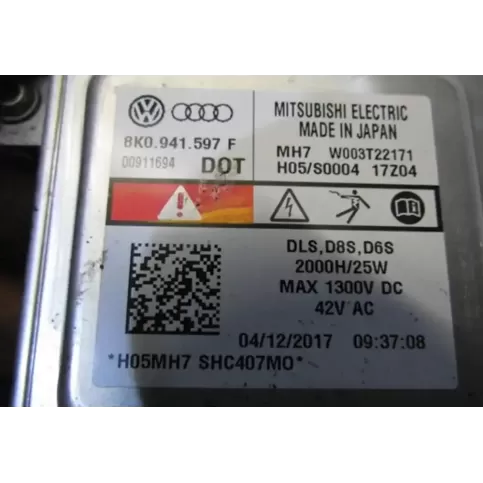 8K0.941.597 F
00911694 DOT
MITSUBISHI ELECTRIC
MADE IN JAPAN
MH7 W003T22171
H05/S0004 17Z04
DLS,D8S,D6S
2000H/25W
MAX 1300V DC
42V AC
04/12/2017 09:37:08
*H05MH7 SHC407MO*